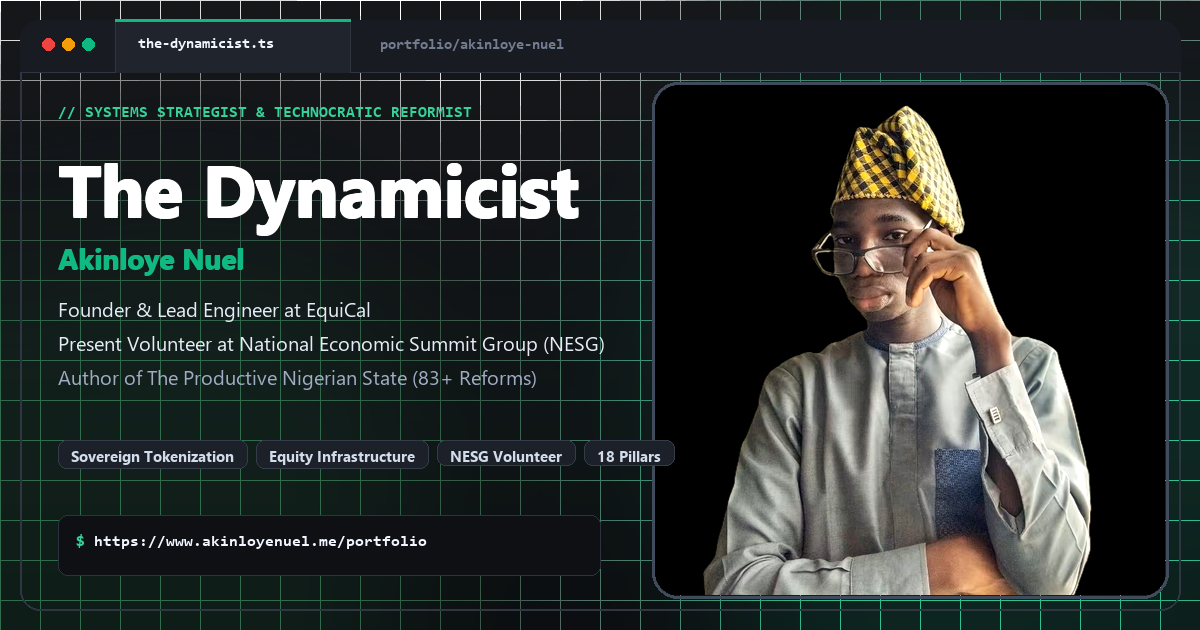 the-dynamicist.ts
portfolio/akinloye-nuel
// SYSTEMS STRATEGIST & TECHNOCRATIC REFORMIST
The Dynamicist
Akinloye Nuel
Founder & Lead Engineer at EquiCal
Present Volunteer at National Economic Summit Group (NESG)
Author of The Productive Nigerian State (83+ Reforms)
Sovereign Tokenization
Equity Infrastructure
NESG Volunteer
18 Pillars
$ https://www.akinloyenuel.me/portfolio